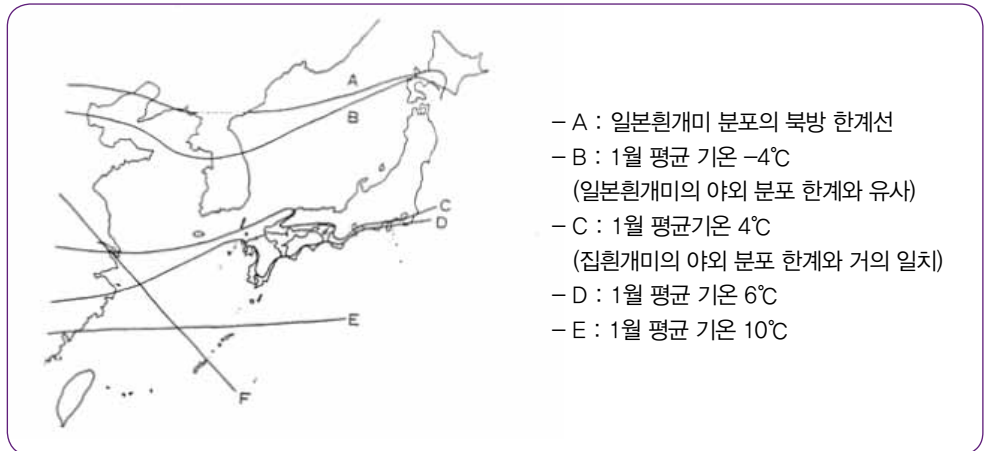 A
B
C
D
E
F
– A : 일본흰개미 분포의 북방 한계선
– B : 1월 평균 기온 –4℃
(일본흰개미의 야외 분포 한계와 유사)
– C : 1월 평균기온 4℃
(집흰개미의 야외 분포 한계와 거의 일치)
– D : 1월 평균 기온 6℃
– E : 1월 평균 기온 10℃